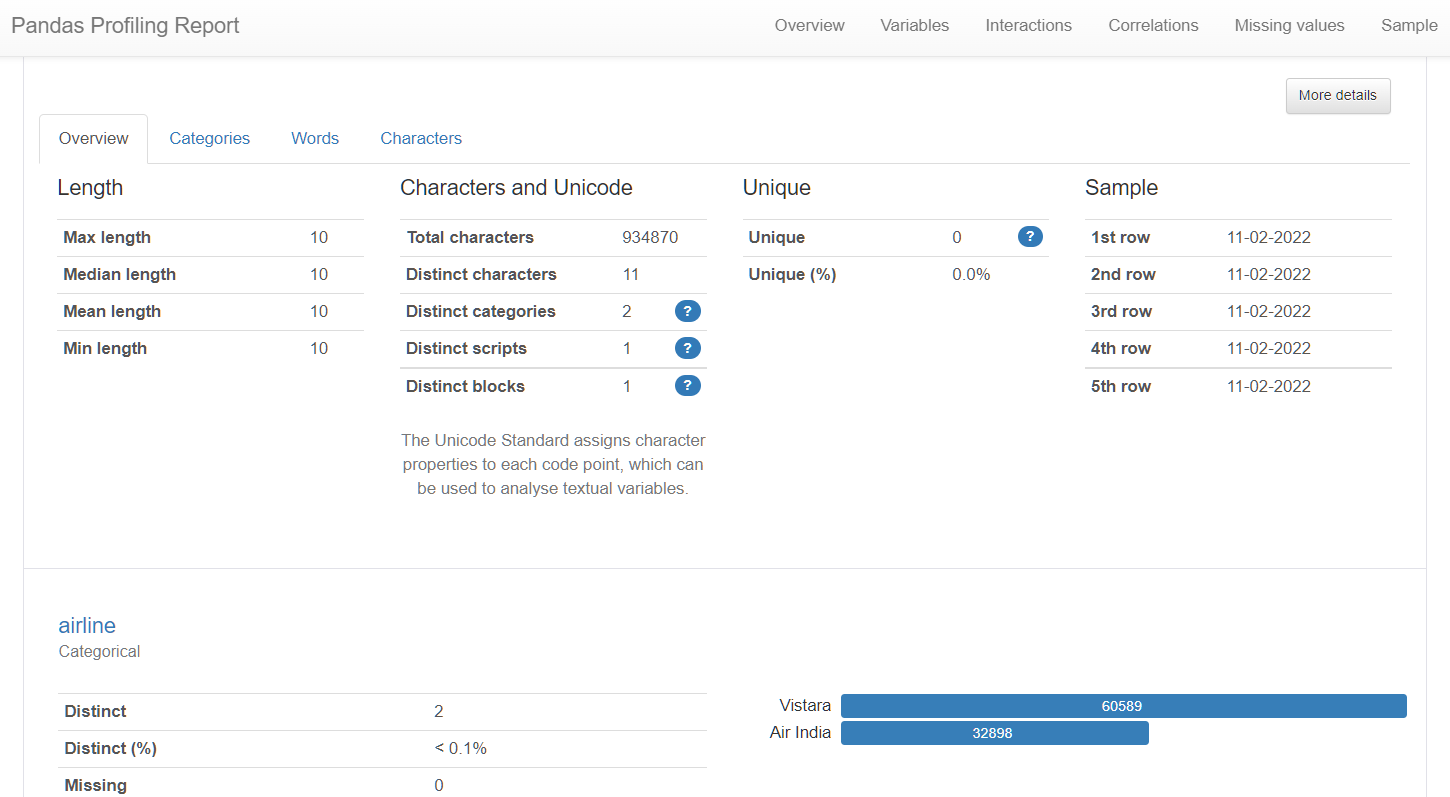 Pandas Profiling Report Overview Variables Interactions Correlations Missing values Sample
More details
Overview Categories Words Characters
Length
Max length 10
Median length 10
Mean length 10
Min length 10
Characters and Unicode
Total characters 934870
Distinct characters 11
Distinct categories 2 ?
Distinct scripts 1 ?
Distinct blocks 1 ?
The Unicode Standard assigns character
properties to each code point, which can
be used to analyse textual variables.
Unique
Unique 0 ?
Unique (%) 0.0%
Sample
1st row 11-02-2022
2nd row 11-02-2022
3rd row 11-02-2022
4th row 11-02-2022
5th row 11-02-2022
airline
Categorical
Distinct 2
Distinct (%) < 0.1%
Missing 0
Vistara 60589
Air India 32898